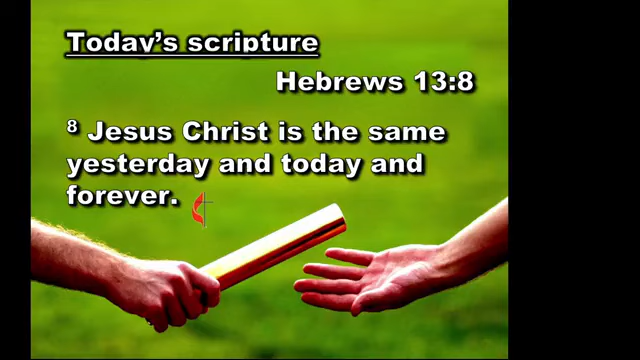 Today's scripture
Hebrews 13:8
8 Jesus Christ is the same
yesterday and today and
forever.